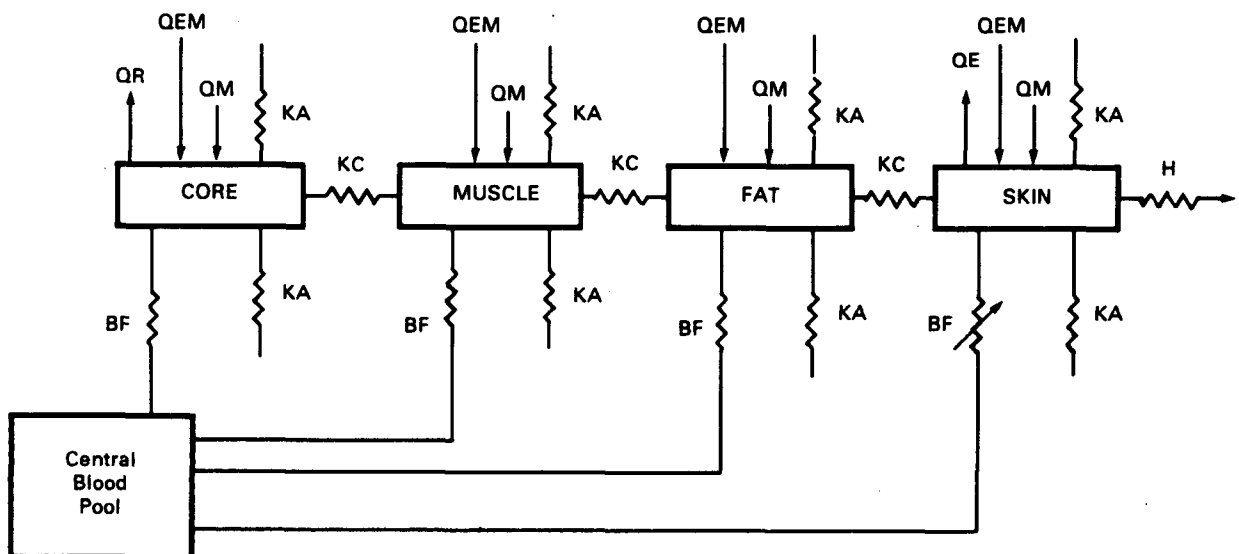 QEM
QEM
QEM
QEM
QR
QE
QM
QM
QM
QM
KA
KA
KA
KA
KC
KC
KC
H
CORE
MUSCLE
FAT
SKIN
KA
KA
KA
KA
BF
BF
BF
BF
Central
Blood
Pool